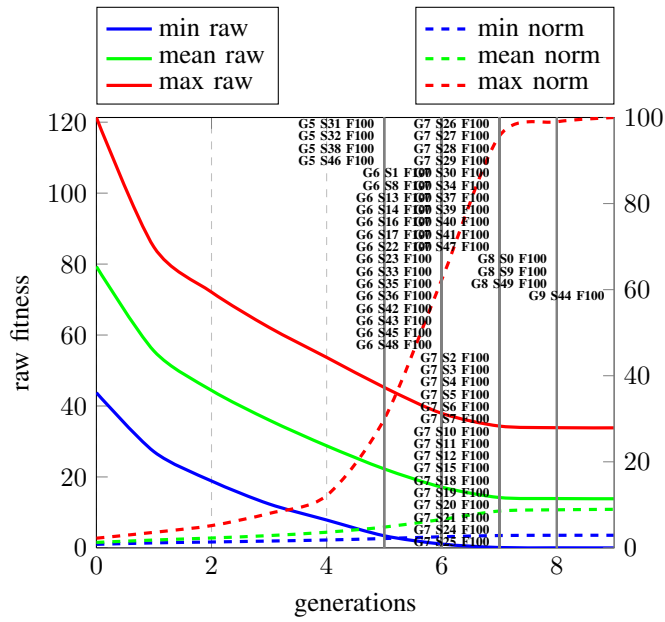 min raw
mean raw
max raw
min norm
mean norm
max norm
120
100
80
60
40
20
0
raw fitness
100
80
60
40
20
0
0
2
4
6
8
generations
G5 S31 F100
G5 S32 F100
G5 S38 F100
G5 S46 F100
G6 S1 F100
G6 S8 F100
G6 S13 F100
G6 S14 F100
G6 S16 F100
G6 S17 F100
G6 S22 F100
G6 S23 F100
G6 S33 F100
G6 S35 F100
G6 S36 F100
G6 S42 F100
G6 S43 F100
G6 S45 F100
G6 S48 F100
G7 S2 F100
G7 S3 F100
G7 S4 F100
G7 S5 F100
G7 S6 F100
G7 S7 F100
G7 S10 F100
G7 S11 F100
G7 S12 F100
G7 S15 F100
G7 S18 F100
G7 S19 F100
G7 S20 F100
G7 S21 F100
G7 S24 F100
G7 S25 F100
G7 S26 F100
G7 S27 F100
G7 S28 F100
G7 S29 F100
G7 S30 F100
G7 S34 F100
G7 S37 F100
G7 S39 F100
G7 S40 F100
G7 S41 F100
G7 S47 F100
G8 S0 F100
G8 S9 F100
G8 S49 F100
G9 S44 F100